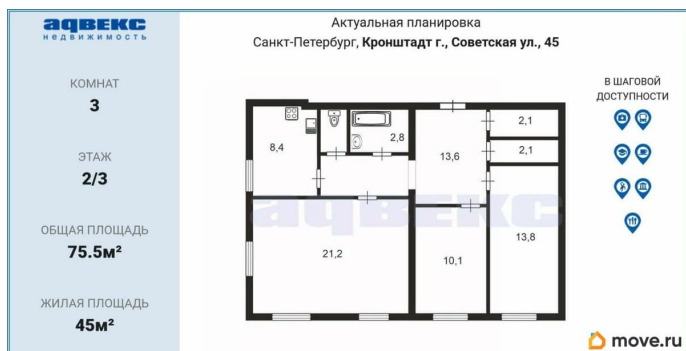 адвекс
НЕДВИЖИМОСТЬ
КОМНАТ
3
ЭТАЖ
2/3
ОБЩАЯ ПЛОЩАДЬ
75.5м²
ЖИЛАЯ ПЛОЩАДЬ
45м²
Актуальная планировка
Санкт-Петербург, Кронштадт г., Советская ул., 45
8,4
2,8
13,6
2,1
2,1
адвекс
21,2
10,1
13,8
В ШАГОВОЙ
ДОСТУПНОСТИ
move.ru